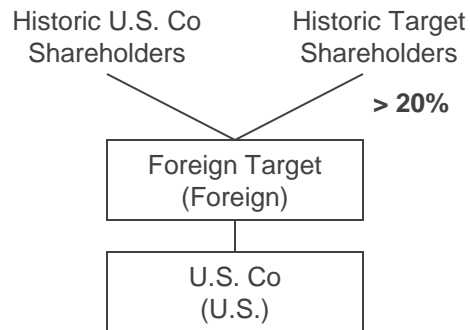 Historic U.S. Co
Shareholders
Historic Target
Shareholders
> 20%
Foreign Target
(Foreign)
U.S. Co
(U.S.)